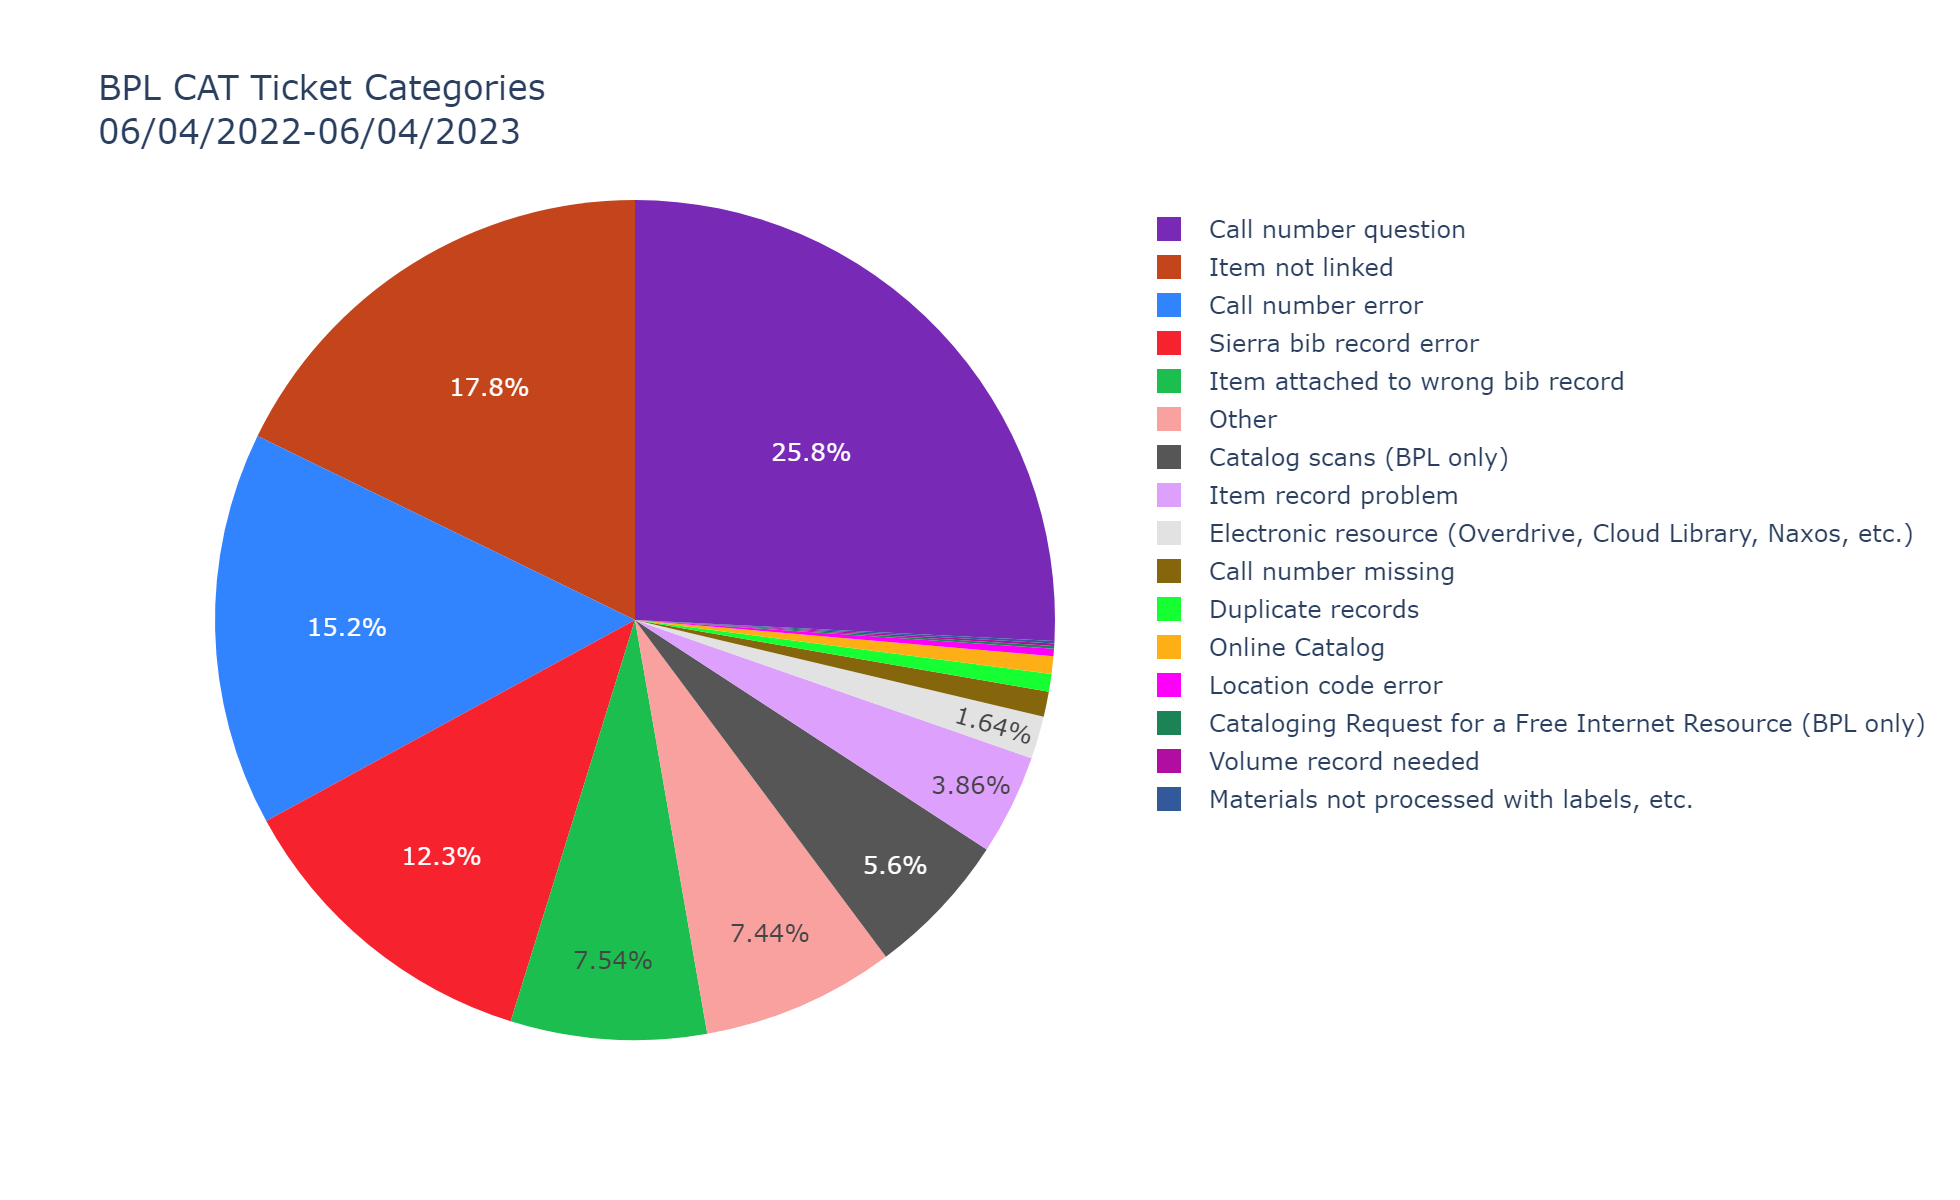 BPL CAT Ticket Categories
06/04/2022-06/04/2023
25.8%
17.8%
15.2%
12.3%
7.54%
7.44%
5.6%
3.86%
1.64%
Call number question
Item not linked
Call number error
Sierra bib record error
Item attached to wrong bib record
Other
Catalog scans (BPL only)
Item record problem
Electronic resource (Overdrive, Cloud Library, Naxos, etc.)
Call number missing
Duplicate records
Online Catalog
Location code error
Cataloging Request for a Free Internet Resource (BPL only)
Volume record needed
Materials not processed with labels, etc.